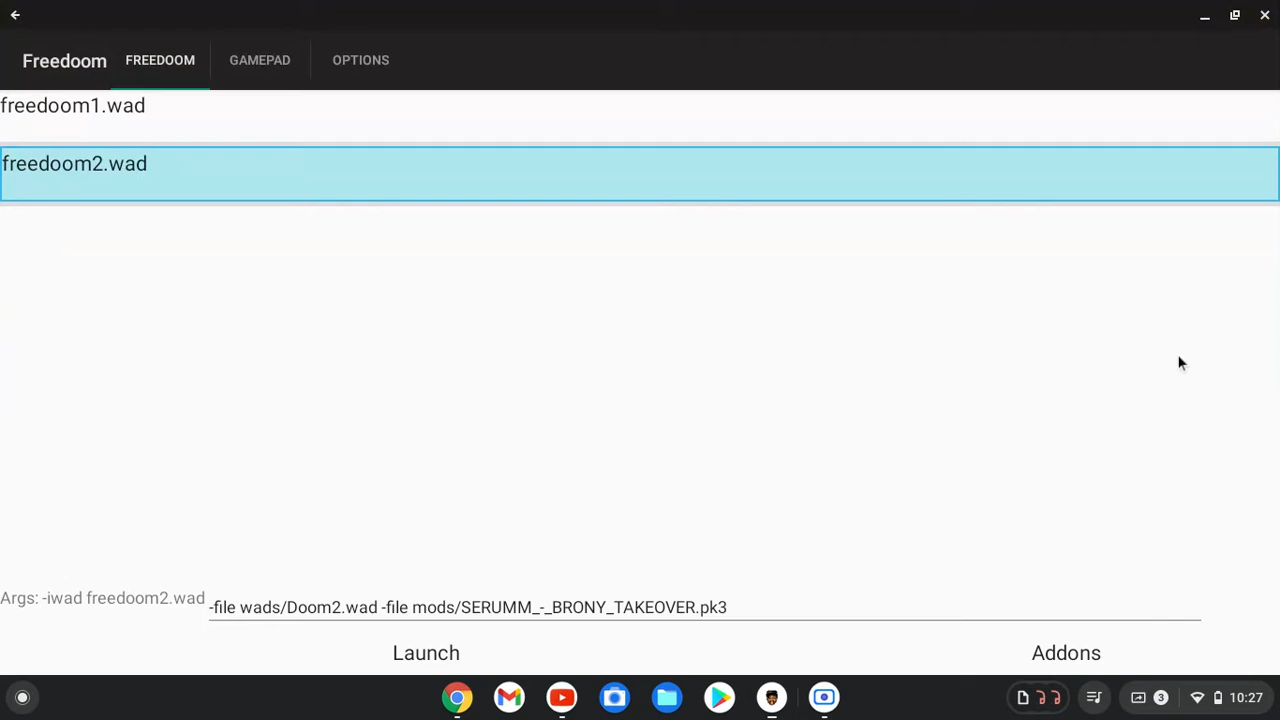 Freedoom FREEDOOM GAMEPAD OPTIONS
freedoom1.wad
freedoom2.wad
Args: -iwad freedoom2.wad -file wads/Doom2.wad -file mods/SERUMM_-_BRONY_TAKEOVER.pk3
Launch Addons
3 10:27